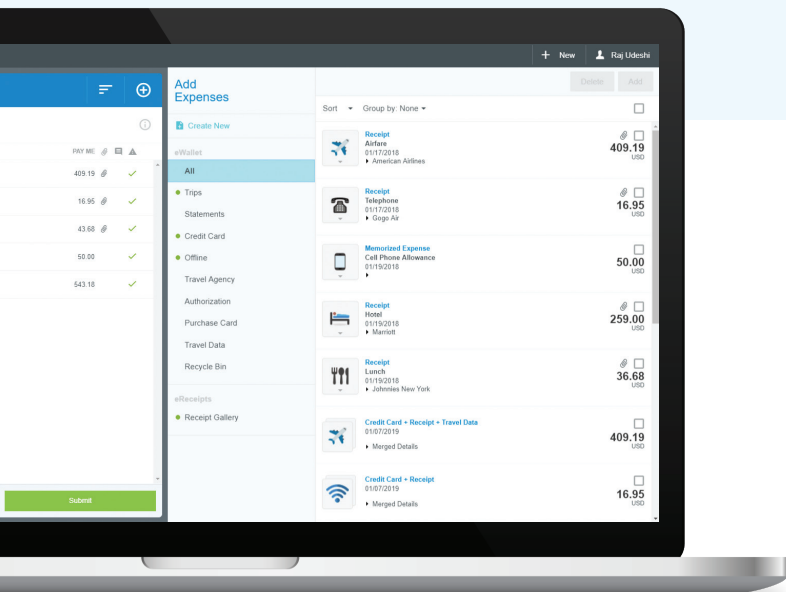 + New
Raj Udeshi
Add
Expenses
Create New
eWallet
All
Trips
Statements
Credit Card
Offline
Travel Agency
Authorization
Purchase Card
Travel Data
Recycle Bin
eReceipts
Receipt Gallery
PAY ME
409.19
16.95
43.68
50.00
543.18
Submit
Delete
Add
Sort
Group by: None
Receipt
Airfare
01/17/2018
American Airlines
409.19
USD
Receipt
Telephone
01/17/2018
Gogo Air
16.95
USD
Memorized Expense
Cell Phone Allowance
01/19/2018
50.00
USD
Receipt
Hotel
01/19/2018
Marriott
259.00
USD
Receipt
Lunch
01/19/2018
Johnnies New York
36.68
USD
Credit Card + Receipt + Travel Data
01/07/2019
Merged Details
409.19
USD
Credit Card + Receipt
01/07/2019
Merged Details
16.95
USD